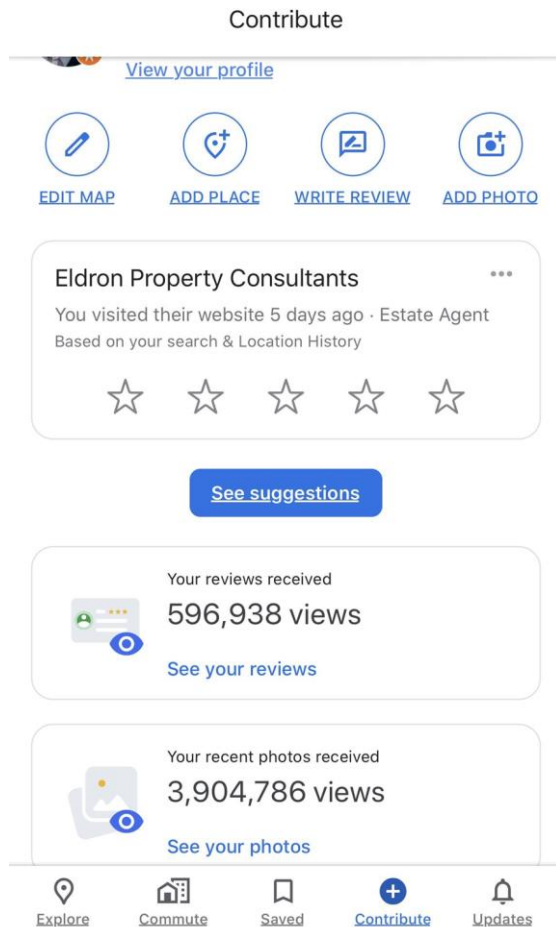 Contribute
View your profile
EDIT MAP
ADD PLACE
WRITE REVIEW
ADD PHOTO
Eldron Property Consultants
You visited their website 5 days ago · Estate Agent
Based on your search & Location History
See suggestions
Your reviews received
596,938 views
See your reviews
Your recent photos received
3,904,786 views
See your photos
Explore
Commute
Saved
Contribute
Updates